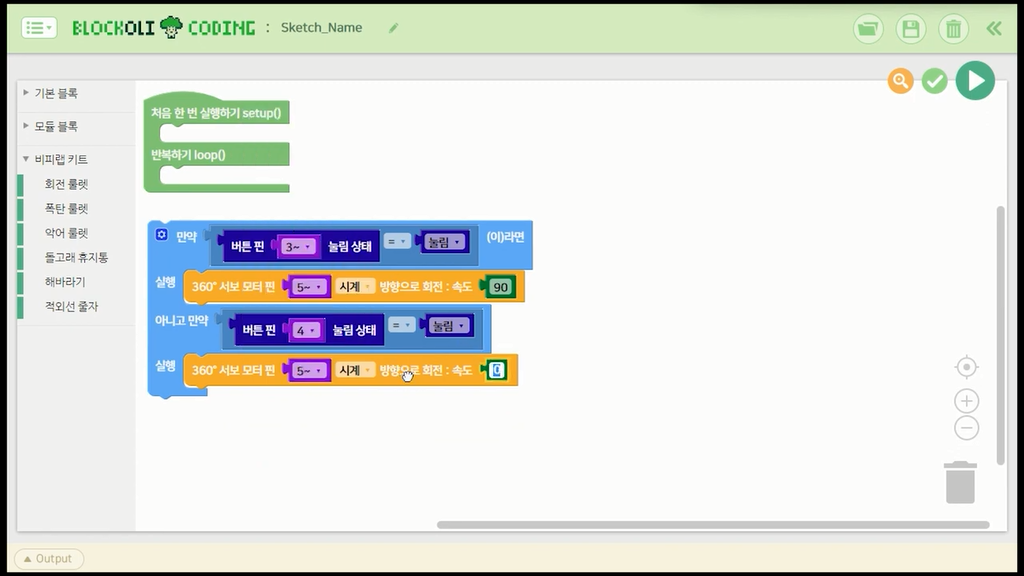 BLOCKOLI CODING : Sketch_Name
기본 블록
모듈 블록
비피랩 키트
회전 룰렛
폭탄 룰렛
악어 룰렛
돌고래 휴지통
해바라기
적외선 줄자
처음 한 번 실행하기 setup()
반복하기 loop()
만약 버튼 핀 3~ 눌림 상태 = 눌림 (이)라면
실행 360° 서보 모터 핀 5~ 시계 방향으로 회전 : 속도 90
아니고 만약 버튼 핀 4 눌림 상태 = 눌림
실행 360° 서보 모터 핀 5~ 시계 방향으로 회전 : 속도 0
Output